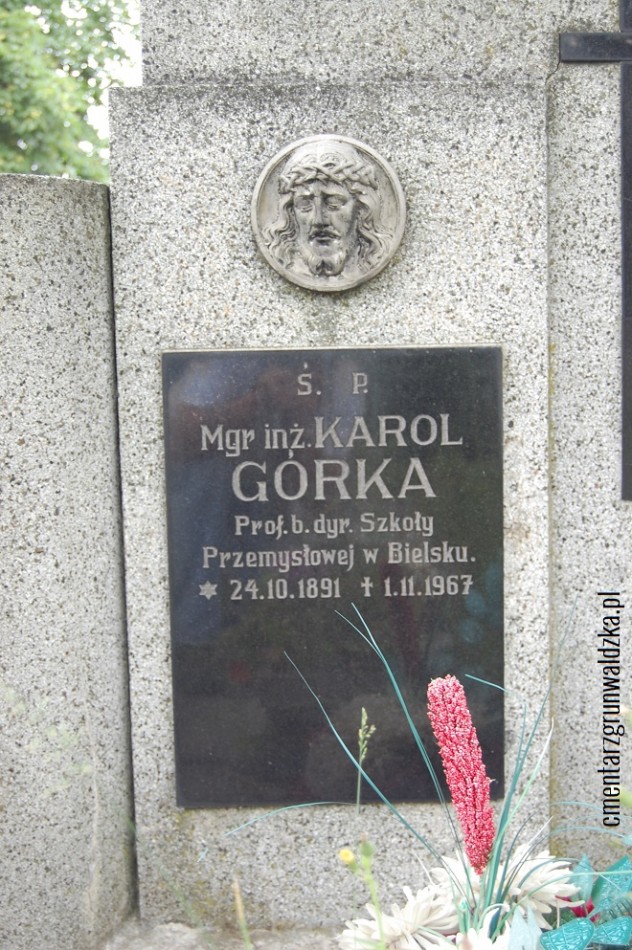 Ś. P.
Mgr inż. KAROL
GÓRKA
Prof. b. dyr. Szkoły
Przemysłowej w Bielsku.
* 24.10.1891 ✝ 1.11.1967
cmentarzgrunwaldzka.pl